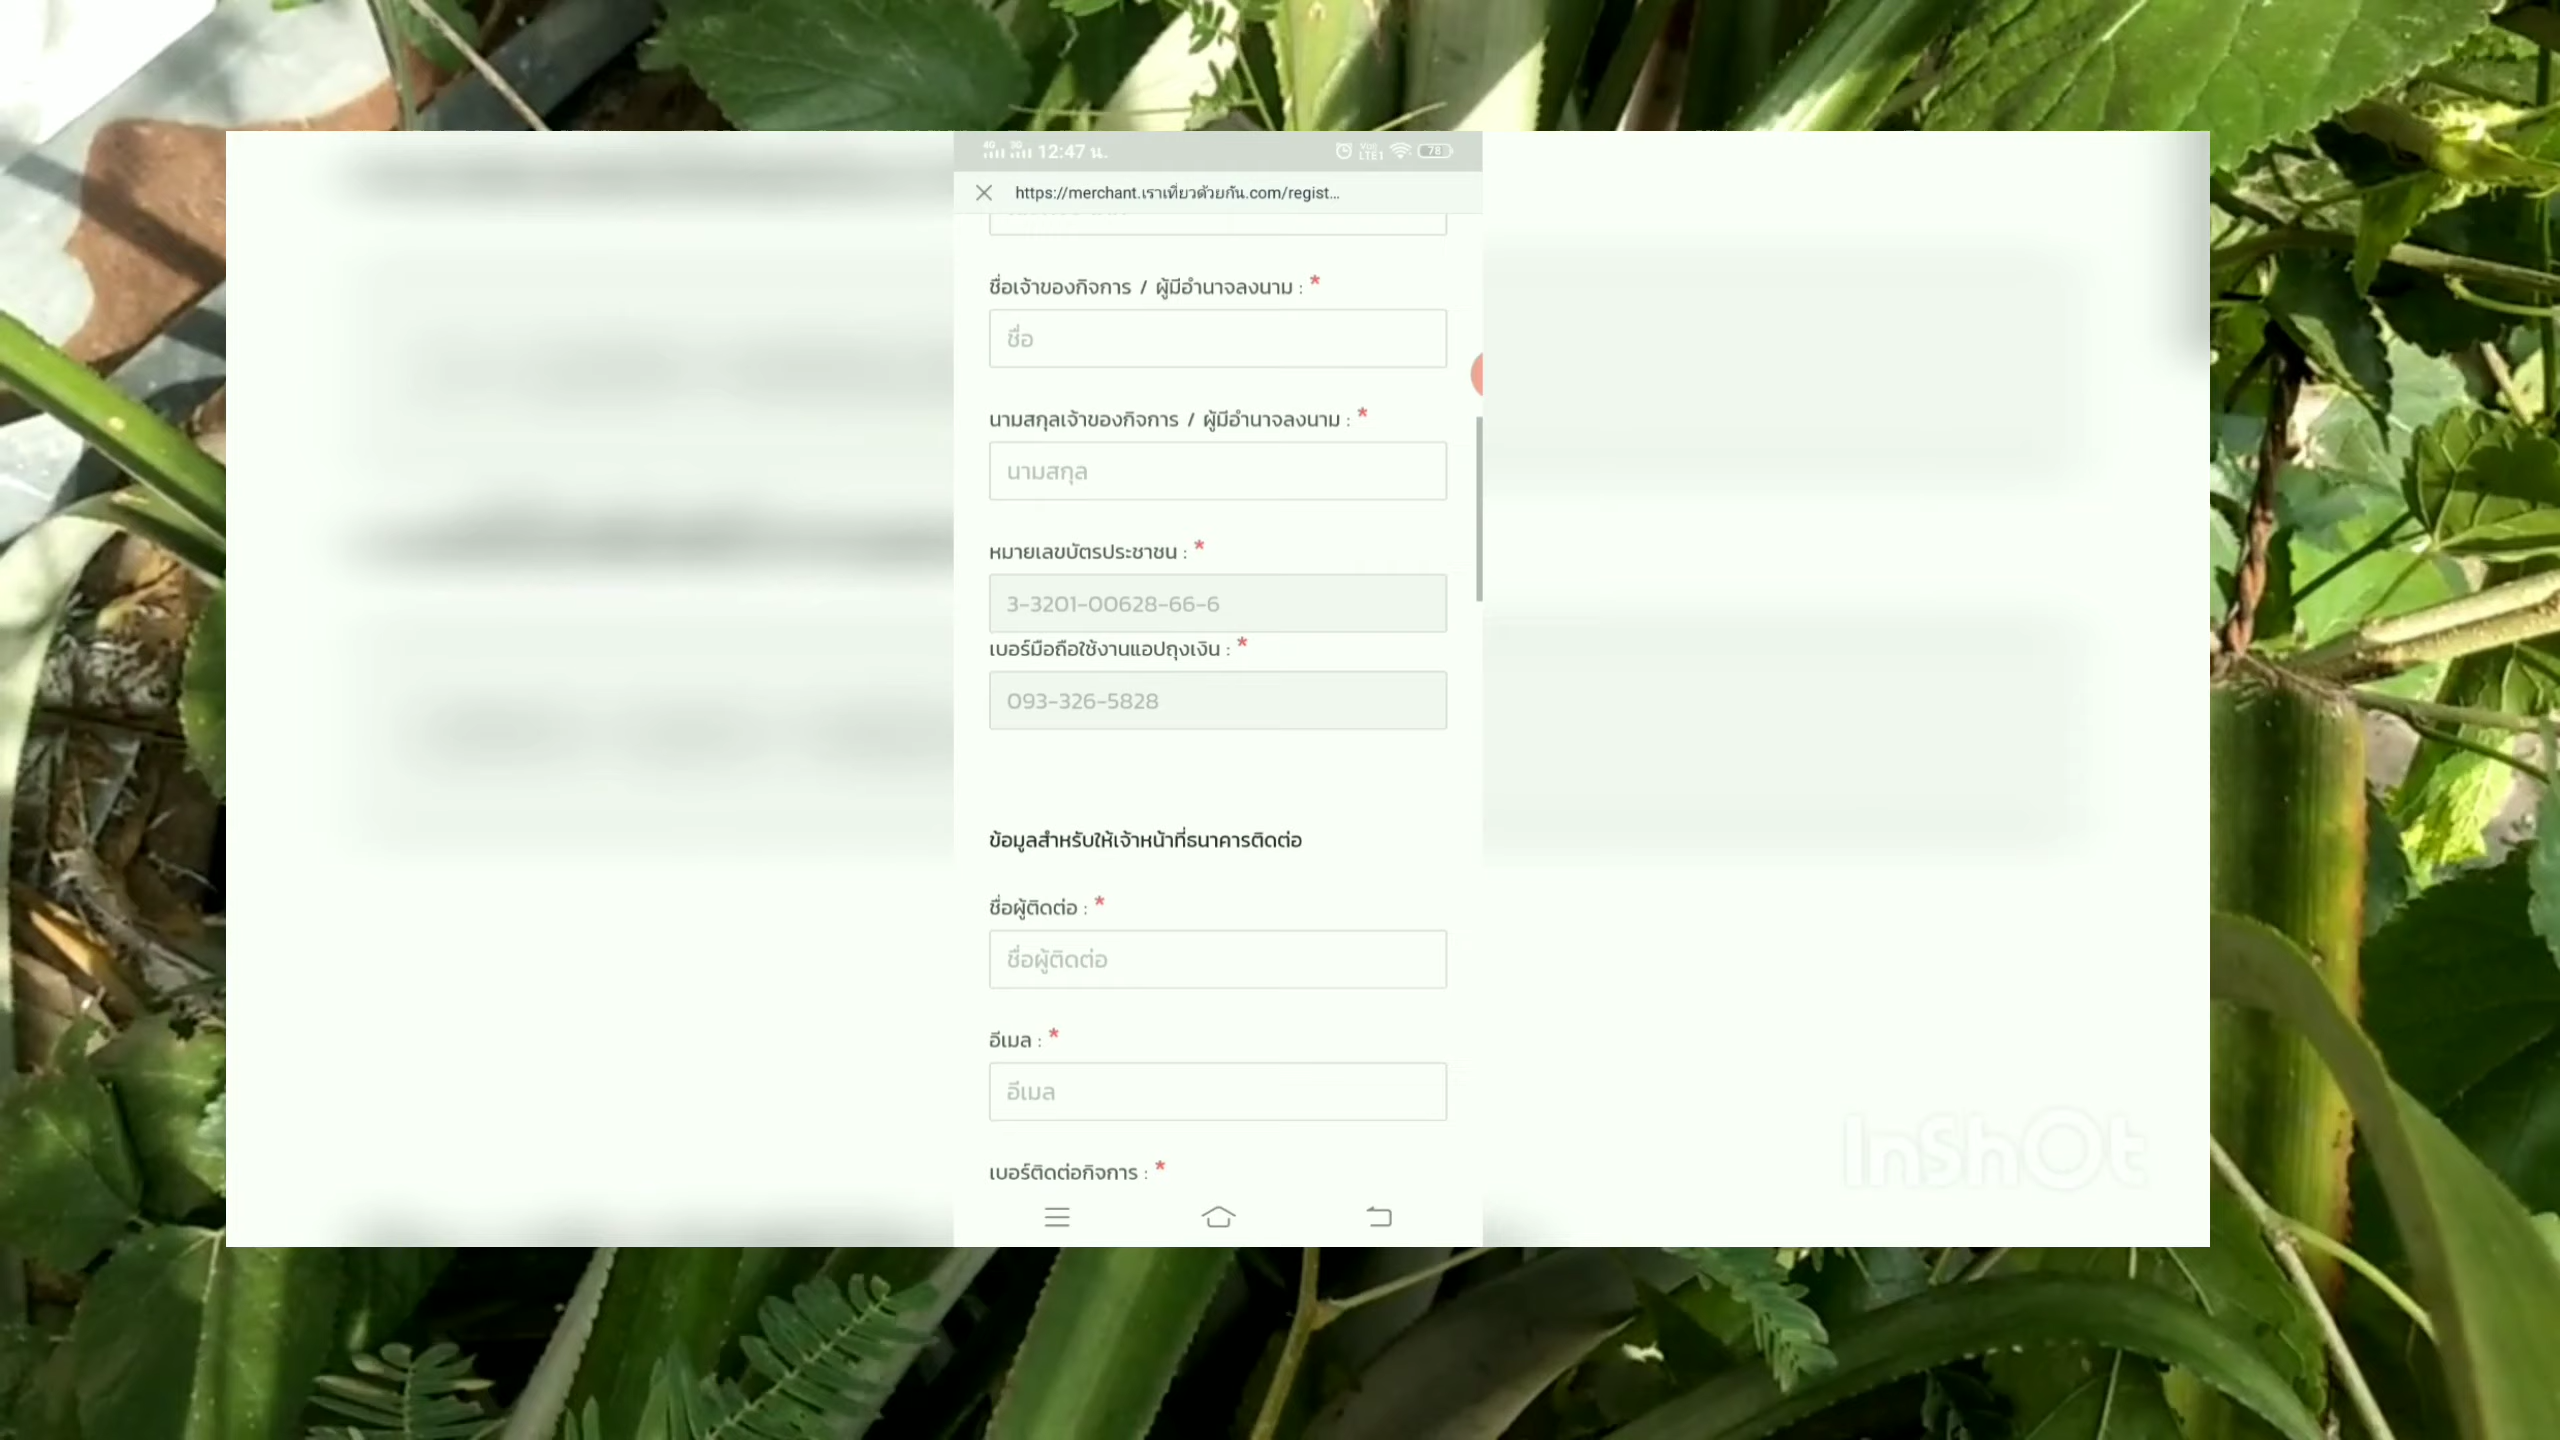 4G 3G 12:47 น. VoLTE1 78
https://merchant.เราเที่ยวด้วยกัน.com/regist...
ชื่อเจ้าของกิจการ / ผู้มีอำนาจลงนาม : *
ชื่อ
นามสกุลเจ้าของกิจการ / ผู้มีอำนาจลงนาม : *
นามสกุล
หมายเลขบัตรประชาชน : *
3-3201-00628-66-6
เบอร์มือถือใช้งานแอปถุงเงิน : *
093-326-5828
ข้อมูลสำหรับให้เจ้าหน้าที่ธนาคารติดต่อ
ชื่อผู้ติดต่อ : *
ชื่อผู้ติดต่อ
อีเมล : *
อีเมล
เบอร์ติดต่อกิจการ : *
InShOt